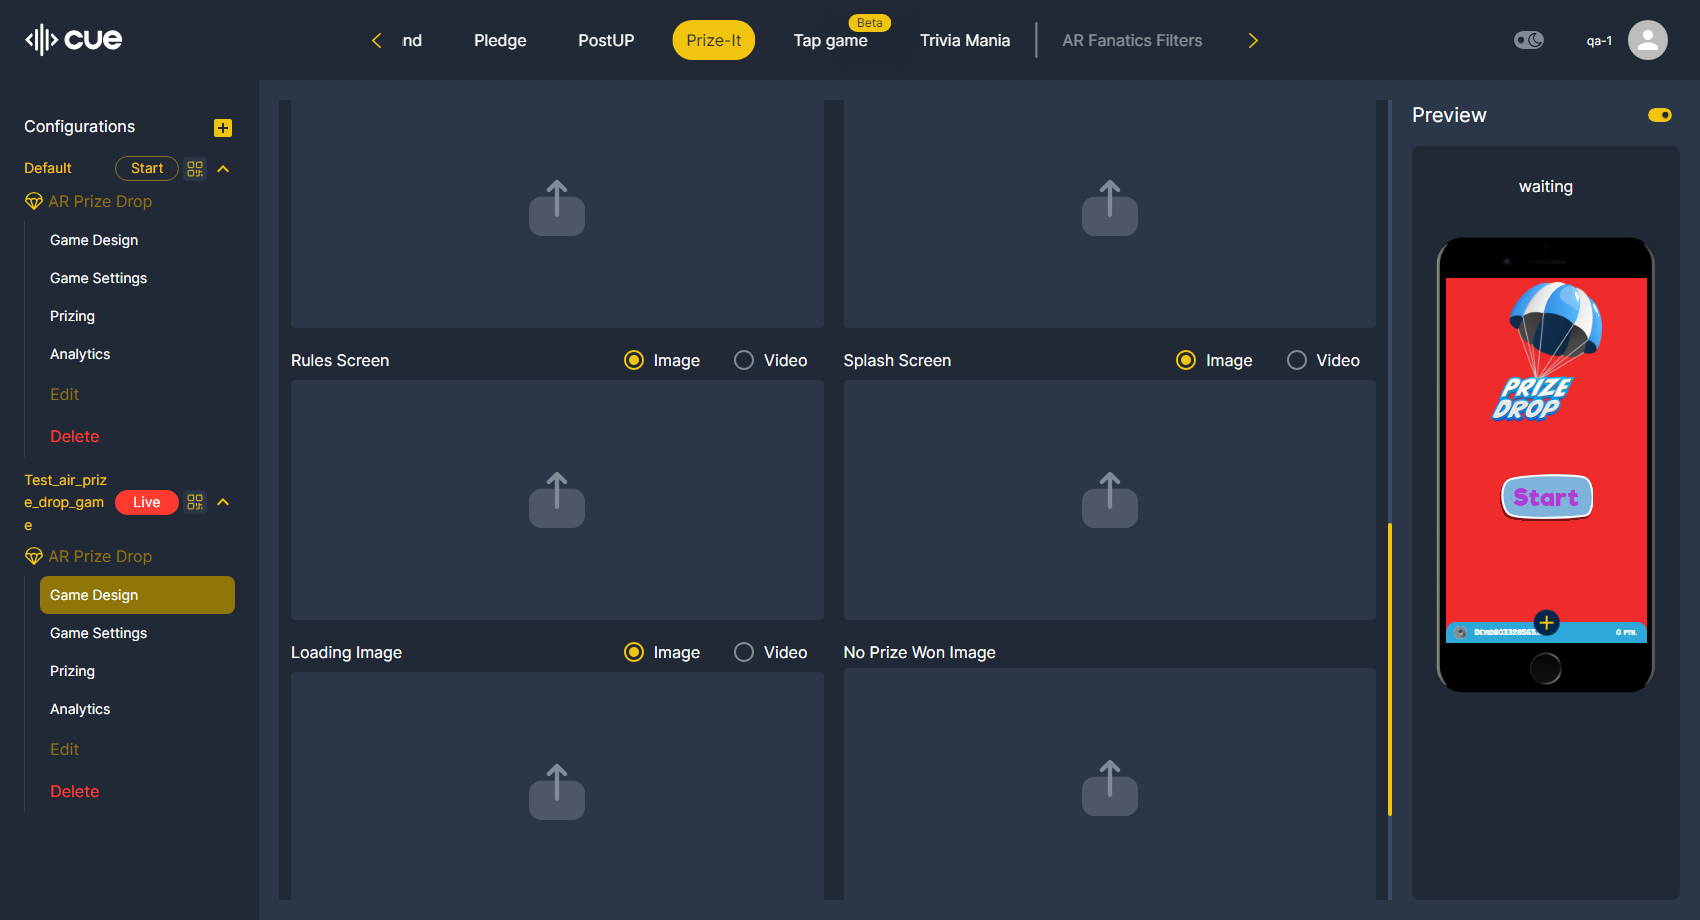 cue
nd
Pledge
PostUP
Prize-It
Beta
Tap game
Trivia Mania
AR Fanatics Filters
qa-1
Configurations
Default
Start
AR Prize Drop
Game Design
Game Settings
Prizing
Analytics
Edit
Delete
Test_air_priz
e_drop_gam
e
Live
AR Prize Drop
Game Design
Game Settings
Prizing
Analytics
Edit
Delete
Rules Screen
Image
Video
Splash Screen
Image
Video
Loading Image
Image
Video
No Prize Won Image
Preview
waiting
PRIZE
DROP
Start
0 PTS.